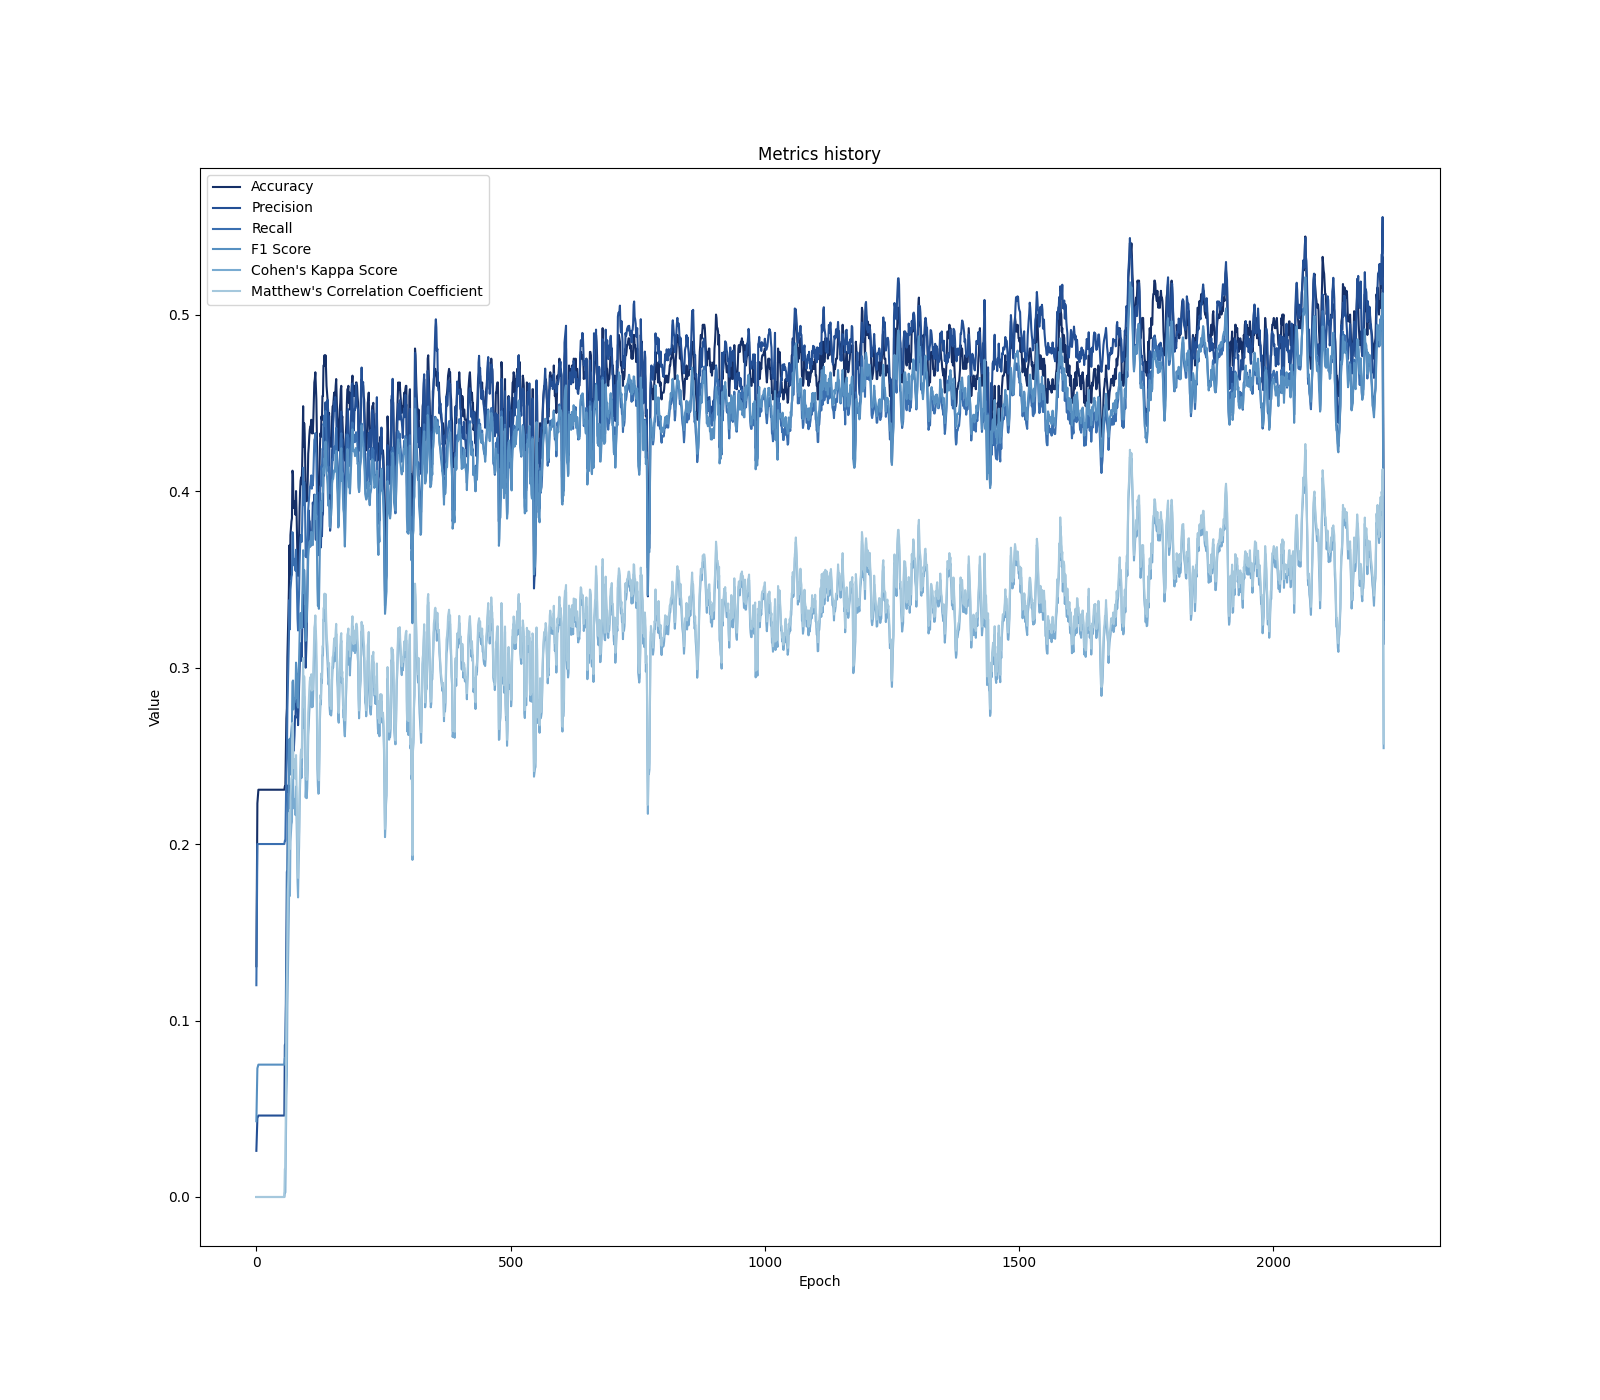 Metrics history
Accuracy
Precision
Recall
F1 Score
Cohen's Kappa Score
Matthew's Correlation Coefficient
0.5
0.4
0.3
0.2
0.1
0.0
Value
0 500 1000 1500 2000
Epoch